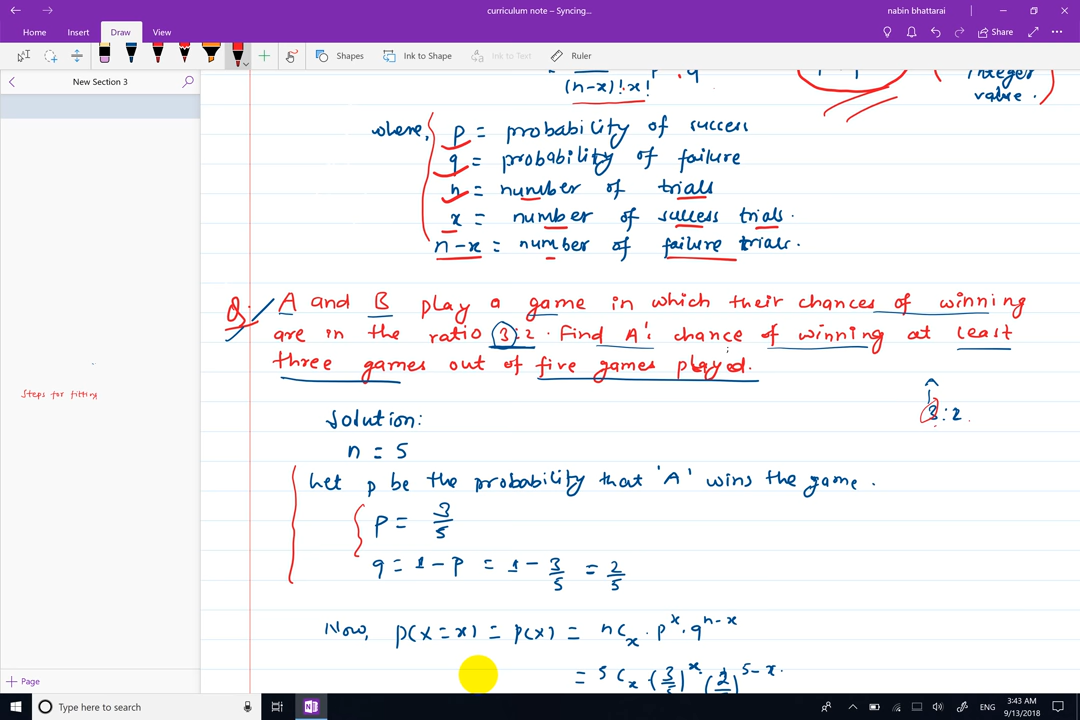 curriculum note - Syncing...
nabin bhattarai
Home Insert Draw View
Share
Shapes Ink to Shape Ink to Text Ruler
New Section 3
(n-x)! x! p . q
integer
value.
where, p = probability of success
q = probability of failure
n = number of trials
x = number of success trials.
n-x = number of failure trials.
Q: A and B play a game in which their chances of winning
are in the ratio 3:2. Find A's chance of winning at least
three games out of five games played.
3:2.
Steps for fitting
Solution:
n = 5
Let p be the probability that 'A' wins the game.
p = 3/5
q = 1 - p = 1 - 3/5 = 2/5
Now, p(X=x) = p(x) = nCx . p^x . q^n-x
= 5Cx (3/5)^x (2/5)^5-x.
Page
Type here to search
ENG
3:43 AM
9/13/2018